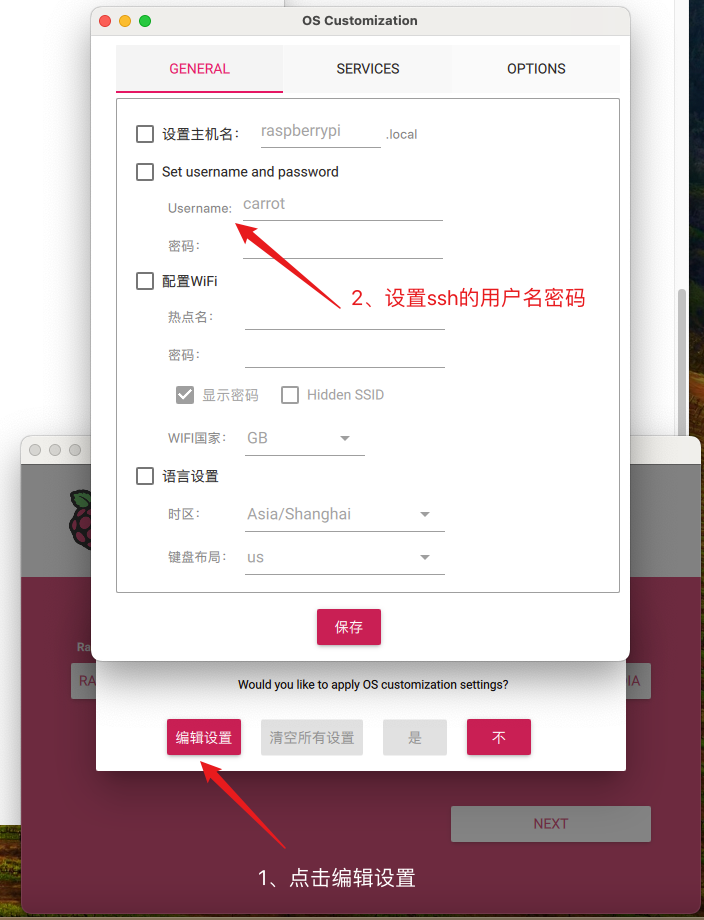 OS Customization
GENERAL SERVICES OPTIONS
设置主机名： raspberrypi .local
Set username and password
Username: carrot
密码：
配置WiFi
2、设置ssh的用户名密码
热点名：
密码：
显示密码 Hidden SSID
WIFI国家： GB
语言设置
时区： Asia/Shanghai
键盘布局： us
保存
Ra
RA IA
Would you like to apply OS customization settings?
编辑设置 清空所有设置 是 不
NEXT
1、点击编辑设置